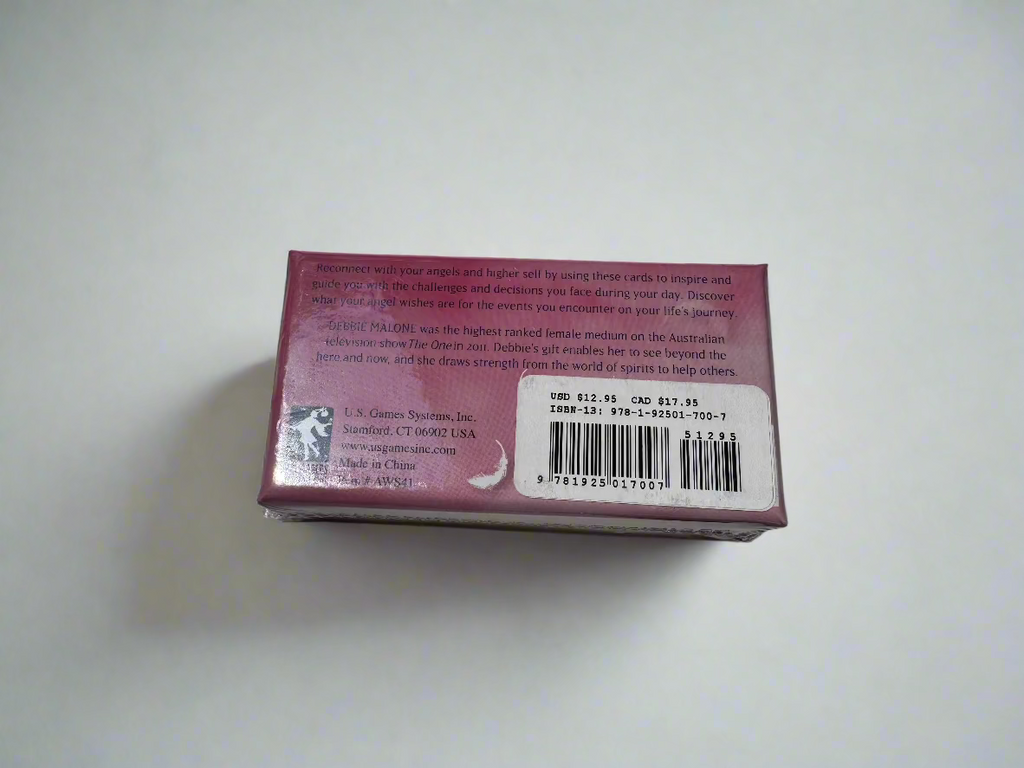 Reconnect with your angels and higher self by using these cards to inspire and
guide you with the challenges and decisions you face during your day. Discover
what your angel wishes are for the events you encounter on your life's journey.
DEBBIE MALONE was the highest ranked female medium on the Australian
television show The One in 2011. Debbie's gift enables her to see beyond the
here and now, and she draws strength from the world of spirits to help others.
U.S. Games Systems, Inc.
Stamford, CT 06902 USA
www.usgamesinc.com
Made in China
Item # AWS41
USD $12.95 CAD $17.95
ISBN-13: 978-1-92501-700-7
51295
9 781925 017007